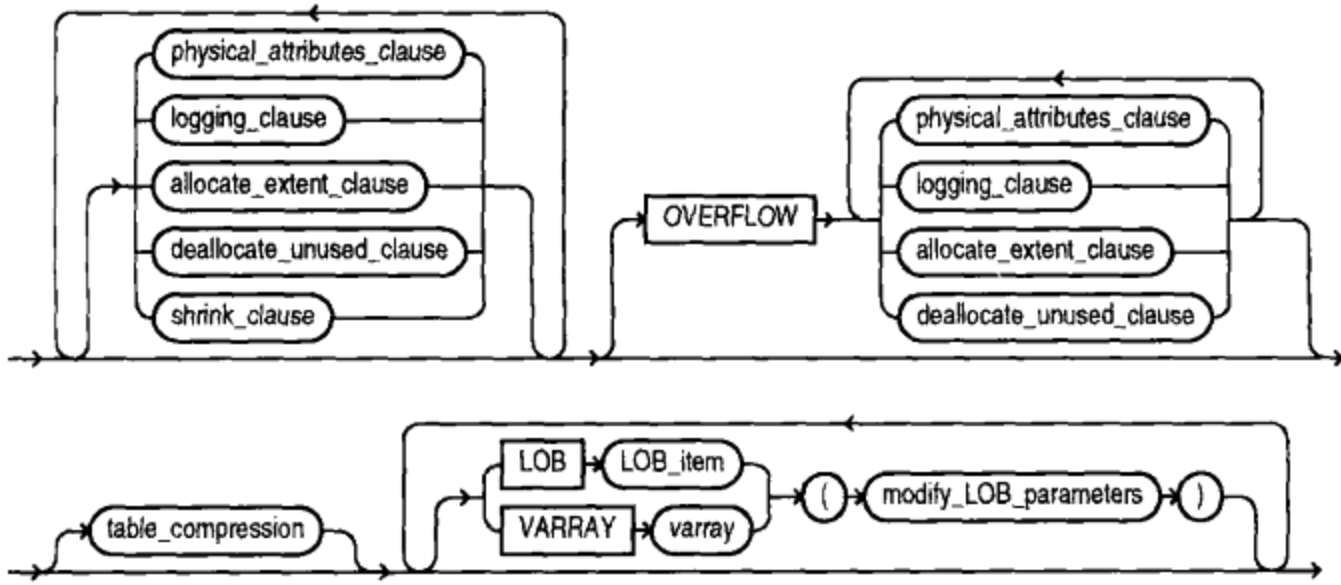 physical_attributes_clause
logging_clause
allocate_extent_clause
deallocate_unused_clause
shrink_clause
OVERFLOW
physical_attributes_clause
logging_clause
allocate_extent_clause
deallocate_unused_clause
table_compression
LOB LOB_item
VARRAY varray
( modify_LOB_parameters )